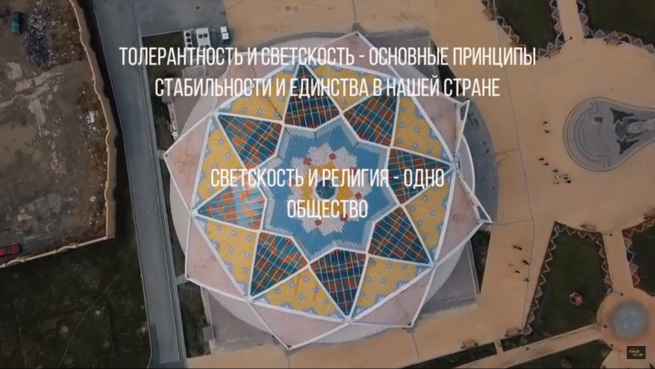 ТОЛЕРАНТНОСТЬ И СВЕТСКОСТЬ - ОСНОВНЫЕ ПРИНЦИПЫ
СТАБИЛЬНОСТИ И ЕДИНСТВА В НАШЕЙ СТРАНЕ
СВЕТСКОСТЬ И РЕЛИГИЯ - ОДНО
ОБЩЕСТВО